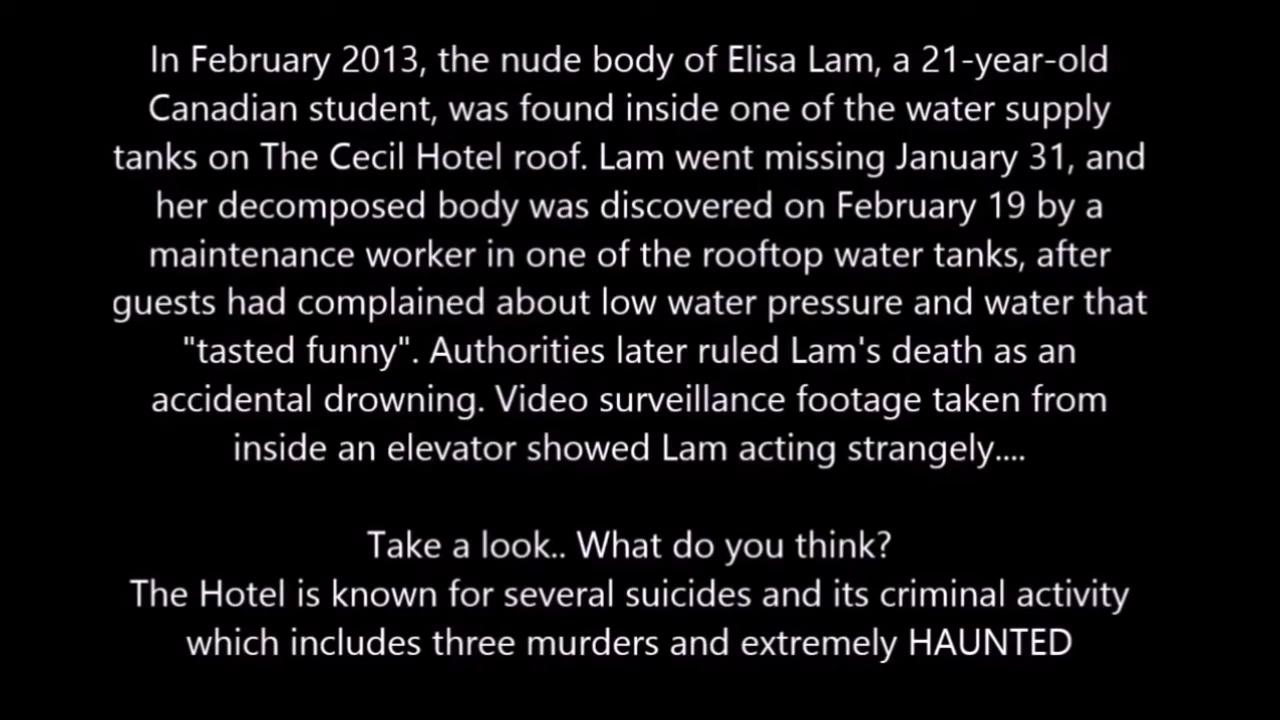 In February 2013, the nude body of Elisa Lam, a 21-year-old
Canadian student, was found inside one of the water supply
tanks on The Cecil Hotel roof. Lam went missing January 31, and
her decomposed body was discovered on February 19 by a
maintenance worker in one of the rooftop water tanks, after
guests had complained about low water pressure and water that
"tasted funny". Authorities later ruled Lam's death as an
accidental drowning. Video surveillance footage taken from
inside an elevator showed Lam acting strangely....
Take a look.. What do you think?
The Hotel is known for several suicides and its criminal activity
which includes three murders and extremely HAUNTED